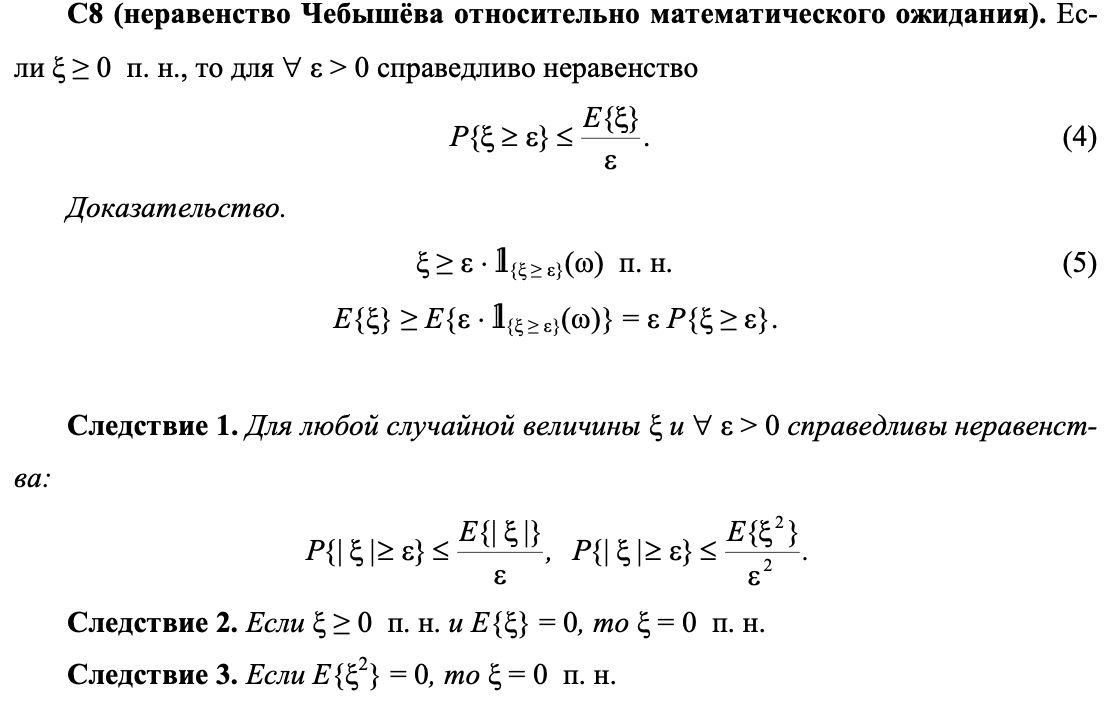 С8 (неравенство Чебышёва относительно математического ожидания). Ес-
ли ξ ≥ 0 п. н., то для ∀ ε > 0 справедливо неравенство
P{ξ ≥ ε} ≤ E{ξ}/ε. (4)
Доказательство.
ξ ≥ ε · 𝟙_{ξ ≥ ε}(ω) п. н. (5)
E{ξ} ≥ E{ε · 𝟙_{ξ ≥ ε}(ω)} = ε P{ξ ≥ ε}.
Следствие 1. Для любой случайной величины ξ и ∀ ε > 0 справедливы неравенст-
ва:
P{| ξ |≥ ε} ≤ E{| ξ |}/ε, P{| ξ |≥ ε} ≤ E{ξ²}/ε².
Следствие 2. Если ξ ≥ 0 п. н. и E{ξ} = 0, то ξ = 0 п. н.
Следствие 3. Если E{ξ²} = 0, то ξ = 0 п. н.